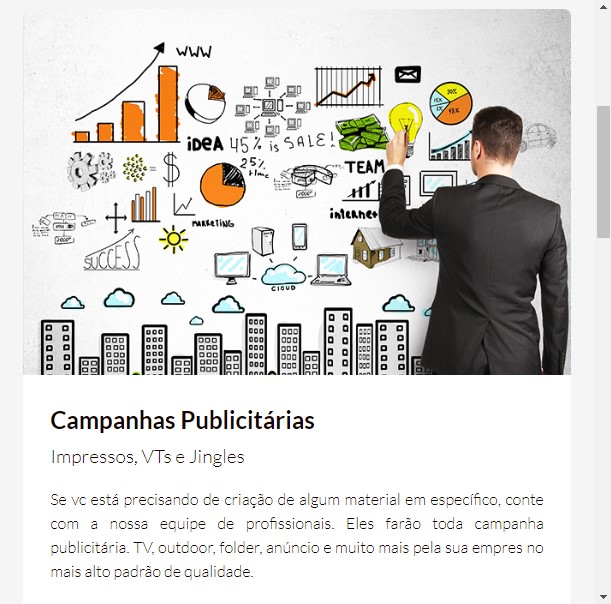 WWW
IDEA 45% is SALE!
25%
time
TEAM
internet
MARKETING
SUCCESS
CLOUD
30%
15%
$
Campanhas Publicitárias
Impressos, VTs e Jingles
Se vc está precisando de criação de algum material em específico, conte
com a nossa equipe de profissionais. Eles farão toda campanha
publicitária. TV, outdoor, folder, anúncio e muito mais pela sua empres no
mais alto padrão de qualidade.